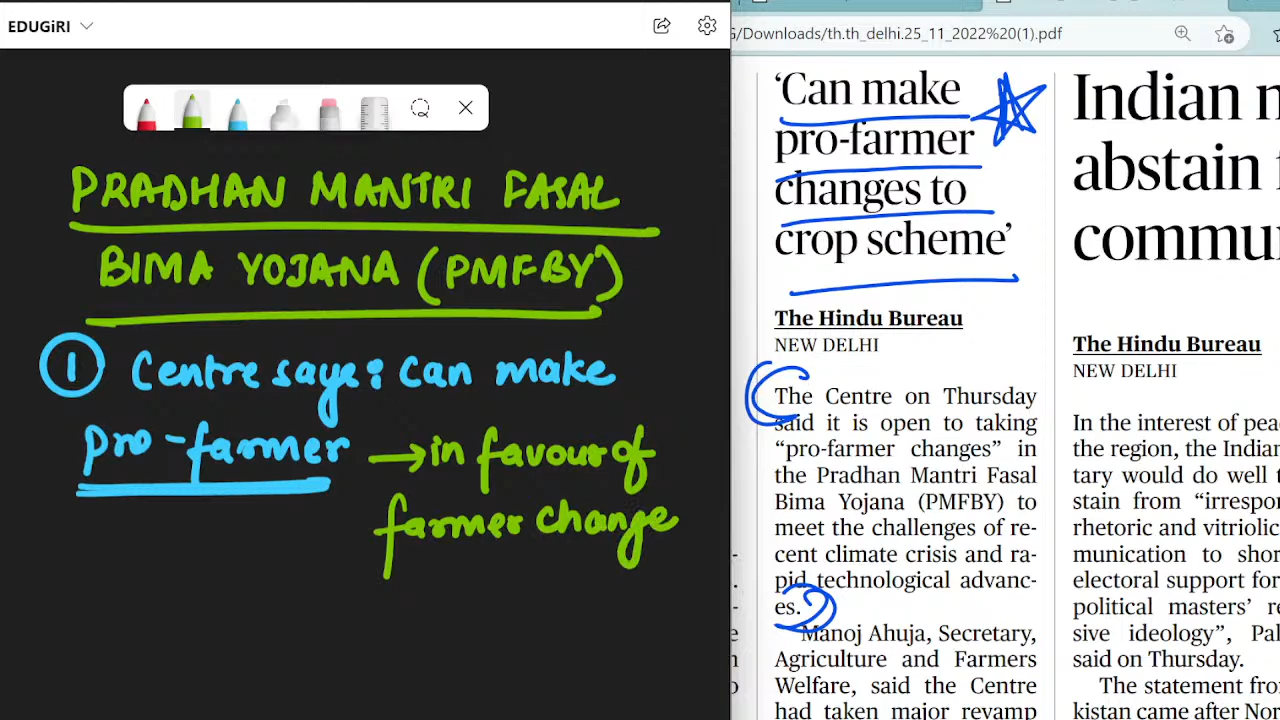 EDUGiRI
PRADHAN MANTRI FASAL
BIMA YOJANA (PMFBY)
1 Centre says: can make
pro-farmer → in favour of
farmer change
/Downloads/th.th_delhi.25_11_2022%20(1).pdf
‘Can make
pro-farmer
changes to
crop scheme’
The Hindu Bureau
NEW DELHI
The Centre on Thursday
said it is open to taking
“pro-farmer changes” in
the Pradhan Mantri Fasal
Bima Yojana (PMFBY) to
meet the challenges of re-
cent climate crisis and ra-
pid technological advanc-
es.
Manoj Ahuja, Secretary,
Agriculture and Farmers
Welfare, said the Centre
had taken major revamp
Indian
abstain
commu
The Hindu Bureau
NEW DELHI
In the interest of pea
the region, the Indian
tary would do well t
stain from “irrespor
rhetoric and vitriolic
munication to shor
electoral support for
political masters’ re
sive ideology”, Pal
said on Thursday.
The statement fro
kistan came after Nor